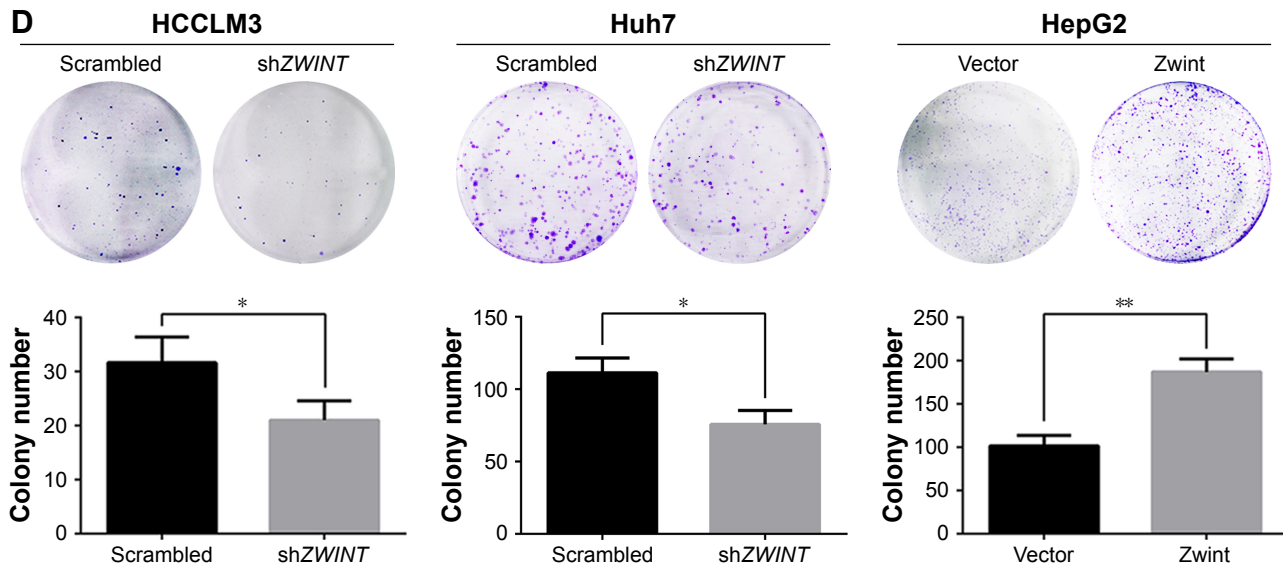 D
HCCLM3
Huh7
HepG2
Scrambled
shZWINT
Scrambled
shZWINT
Vector
Zwint
Colony number
40
30
20
10
0
*
Scrambled
shZWINT
Colony number
150
100
50
0
*
Scrambled
shZWINT
Colony number
250
200
150
100
50
0
**
Vector
Zwint